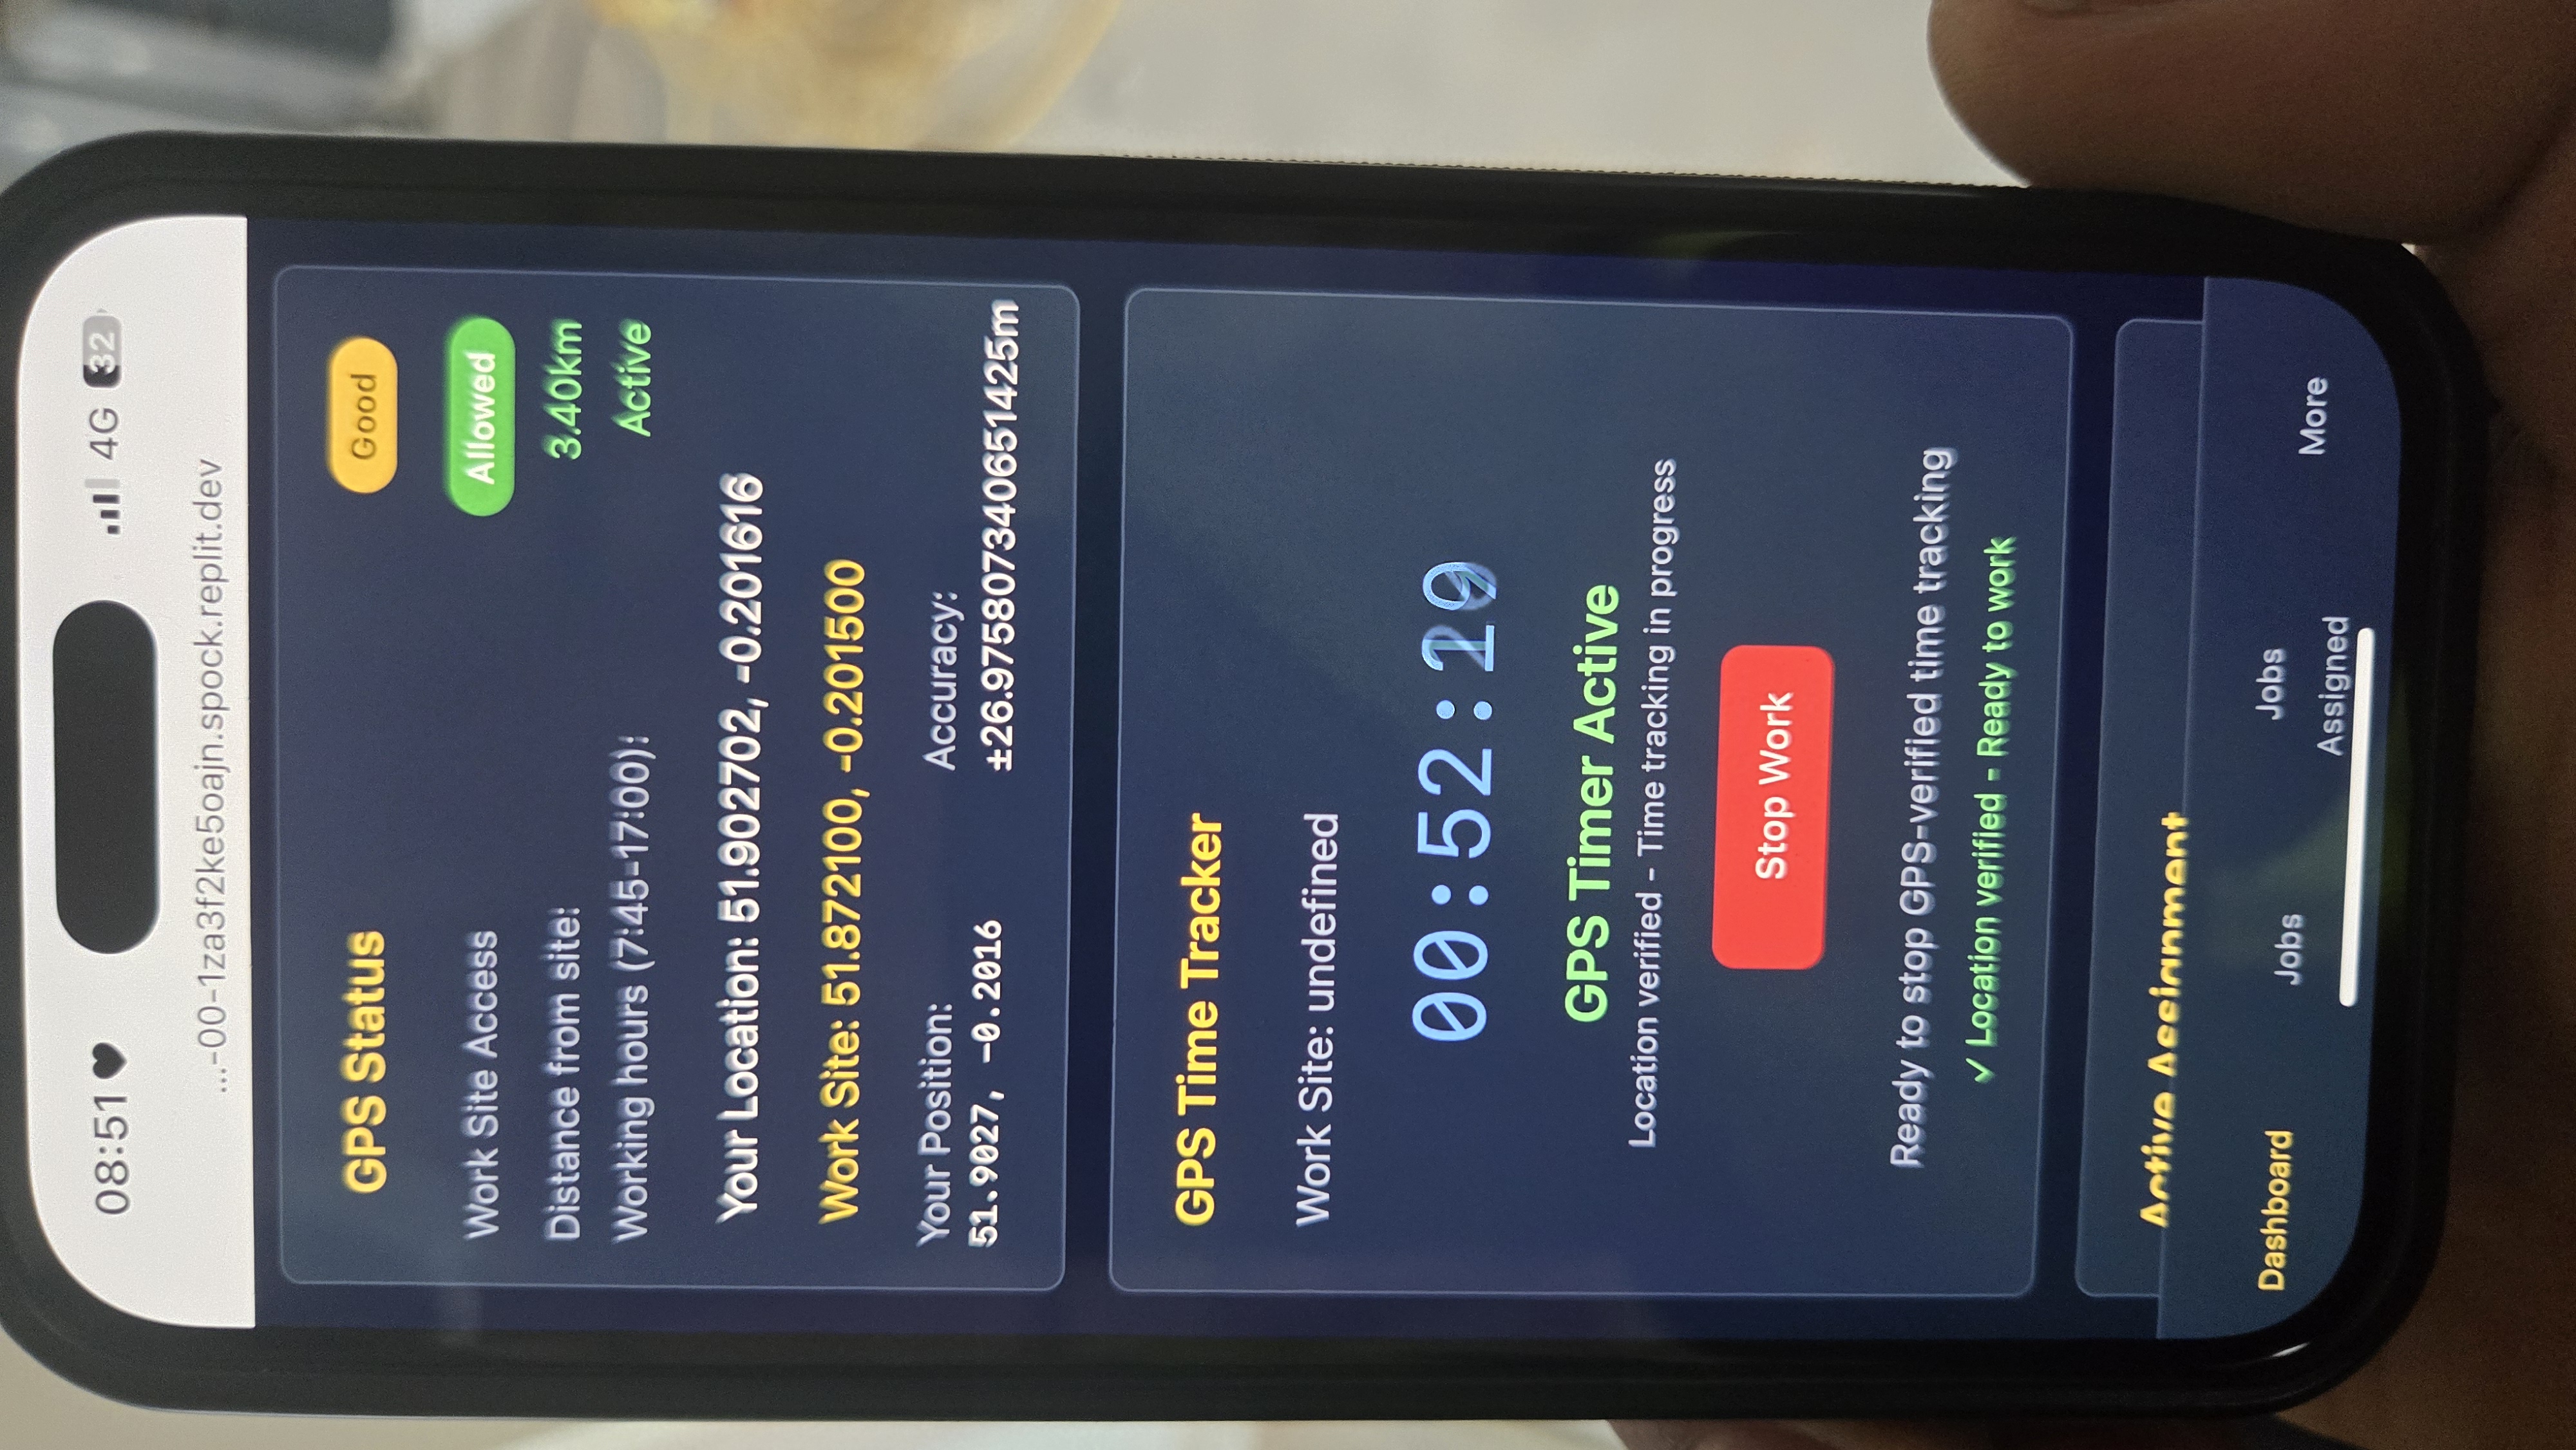 08:51 4G 32
...-00-1za3f2ke5oajn.spock.replit.dev
GPS Status Good
Work Site Access Allowed
Distance from site: 3.40km
Working hours (7:45-17:00): Active
Your Location: 51.902702, -0.201616
Work Site: 51.872100, -0.201500
Your Position: Accuracy:
51.9027, -0.2016 ±26.975807340651425m
GPS Time Tracker
Work Site: undefined
00:52:19
GPS Timer Active
Location verified - Time tracking in progress
Stop Work
Ready to stop GPS-verified time tracking
✓ Location verified - Ready to work
Active Assignment
Dashboard Jobs Jobs Assigned More